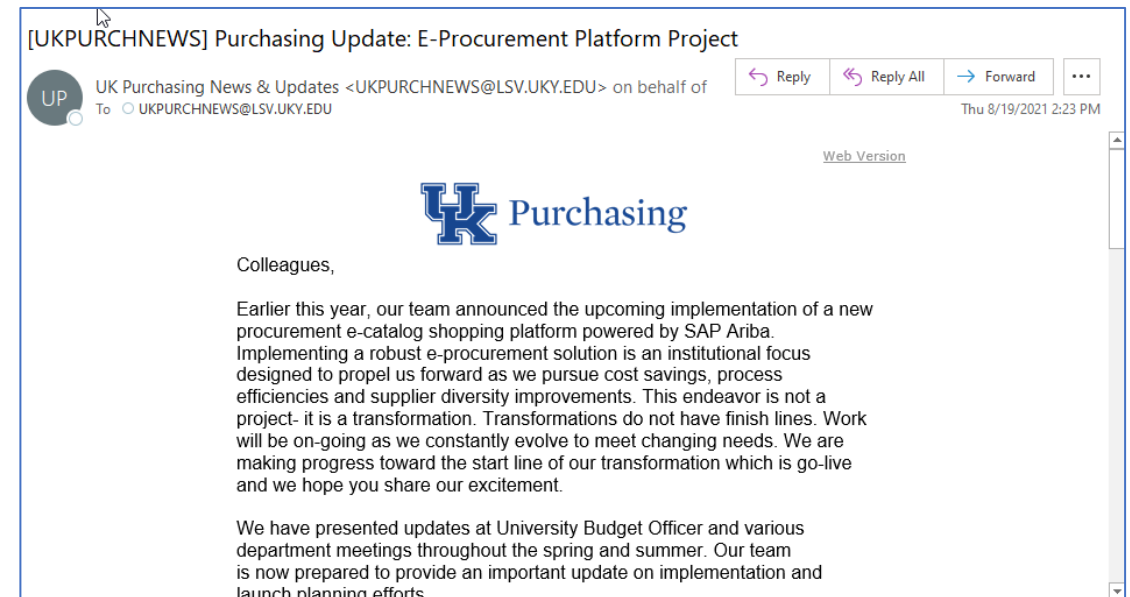 [UKPURCHNEWS] Purchasing Update: E-Procurement Platform Project
UP
UK Purchasing News & Updates <UKPURCHNEWS@LSV.UKY.EDU> on behalf of
Reply
Reply All
Forward
To UKPURCHNEWS@LSV.UKY.EDU
Thu 8/19/2021 2:23 PM
Web Version
UK Purchasing
Colleagues,
Earlier this year, our team announced the upcoming implementation of a new
procurement e-catalog shopping platform powered by SAP Ariba.
Implementing a robust e-procurement solution is an institutional focus
designed to propel us forward as we pursue cost savings, process
efficiencies and supplier diversity improvements. This endeavor is not a
project- it is a transformation. Transformations do not have finish lines. Work
will be on-going as we constantly evolve to meet changing needs. We are
making progress toward the start line of our transformation which is go-live
and we hope you share our excitement.
We have presented updates at University Budget Officer and various
department meetings throughout the spring and summer. Our team
is now prepared to provide an important update on implementation and
launch planning efforts.